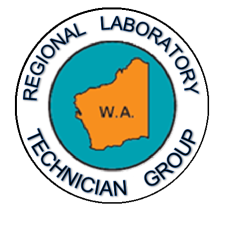 REGIONAL LABORATORY
W.A.
TECHNICIAN GROUP